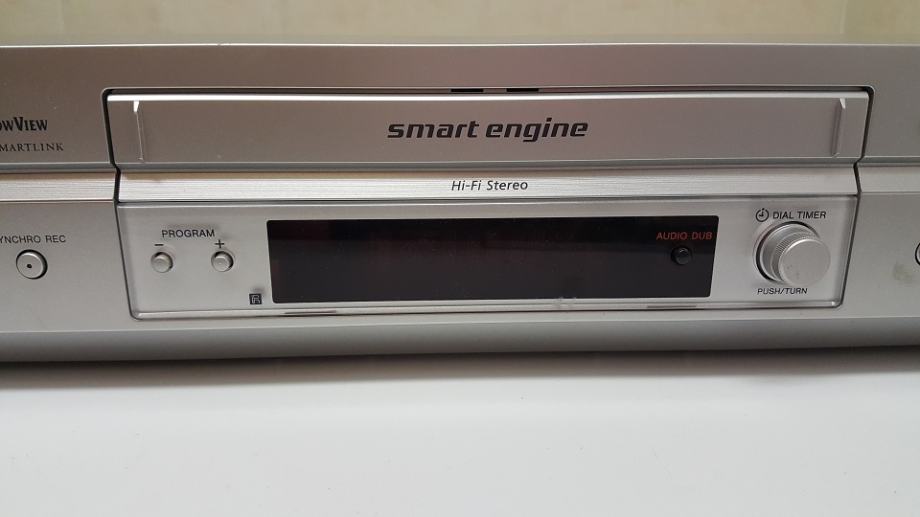 owView
martLink
smart engine
Hi-Fi Stereo
YNCHRO REC
PROGRAM
− +
R
AUDIO DUB
DIAL TIMER
PUSH/TURN